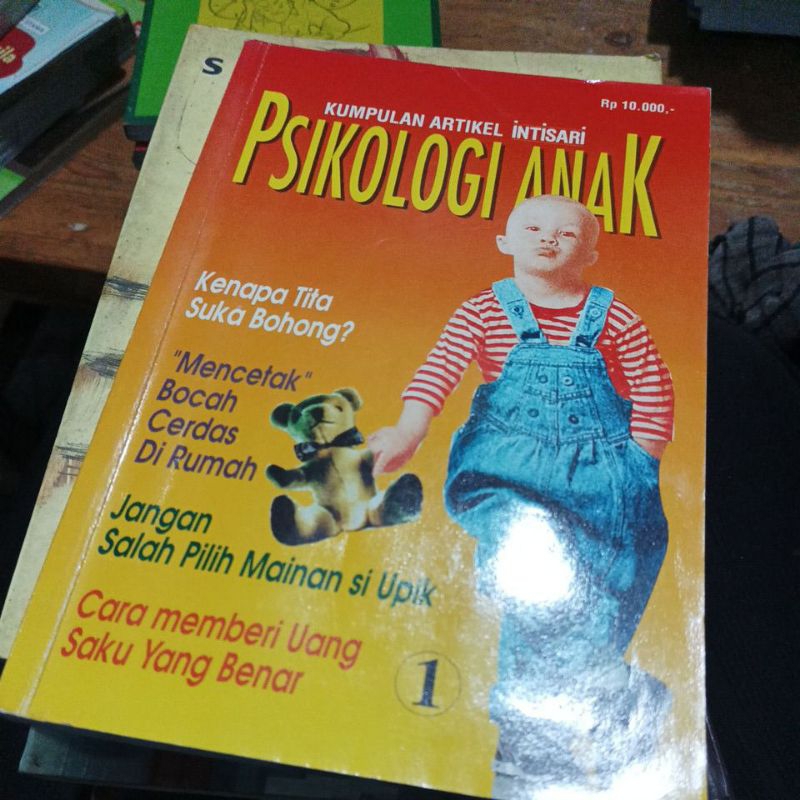 S
KUMPULAN ARTIKEL INTISARI
Rp 10.000,-
PSIKOLOGI ANAK
Kenapa Tita
Suka Bohong?
"Mencetak"
Bocah
Cerdas
Di Rumah
Jangan
Salah Pilih Mainan si Upik
Cara memberi Uang
Saku Yang Benar
1